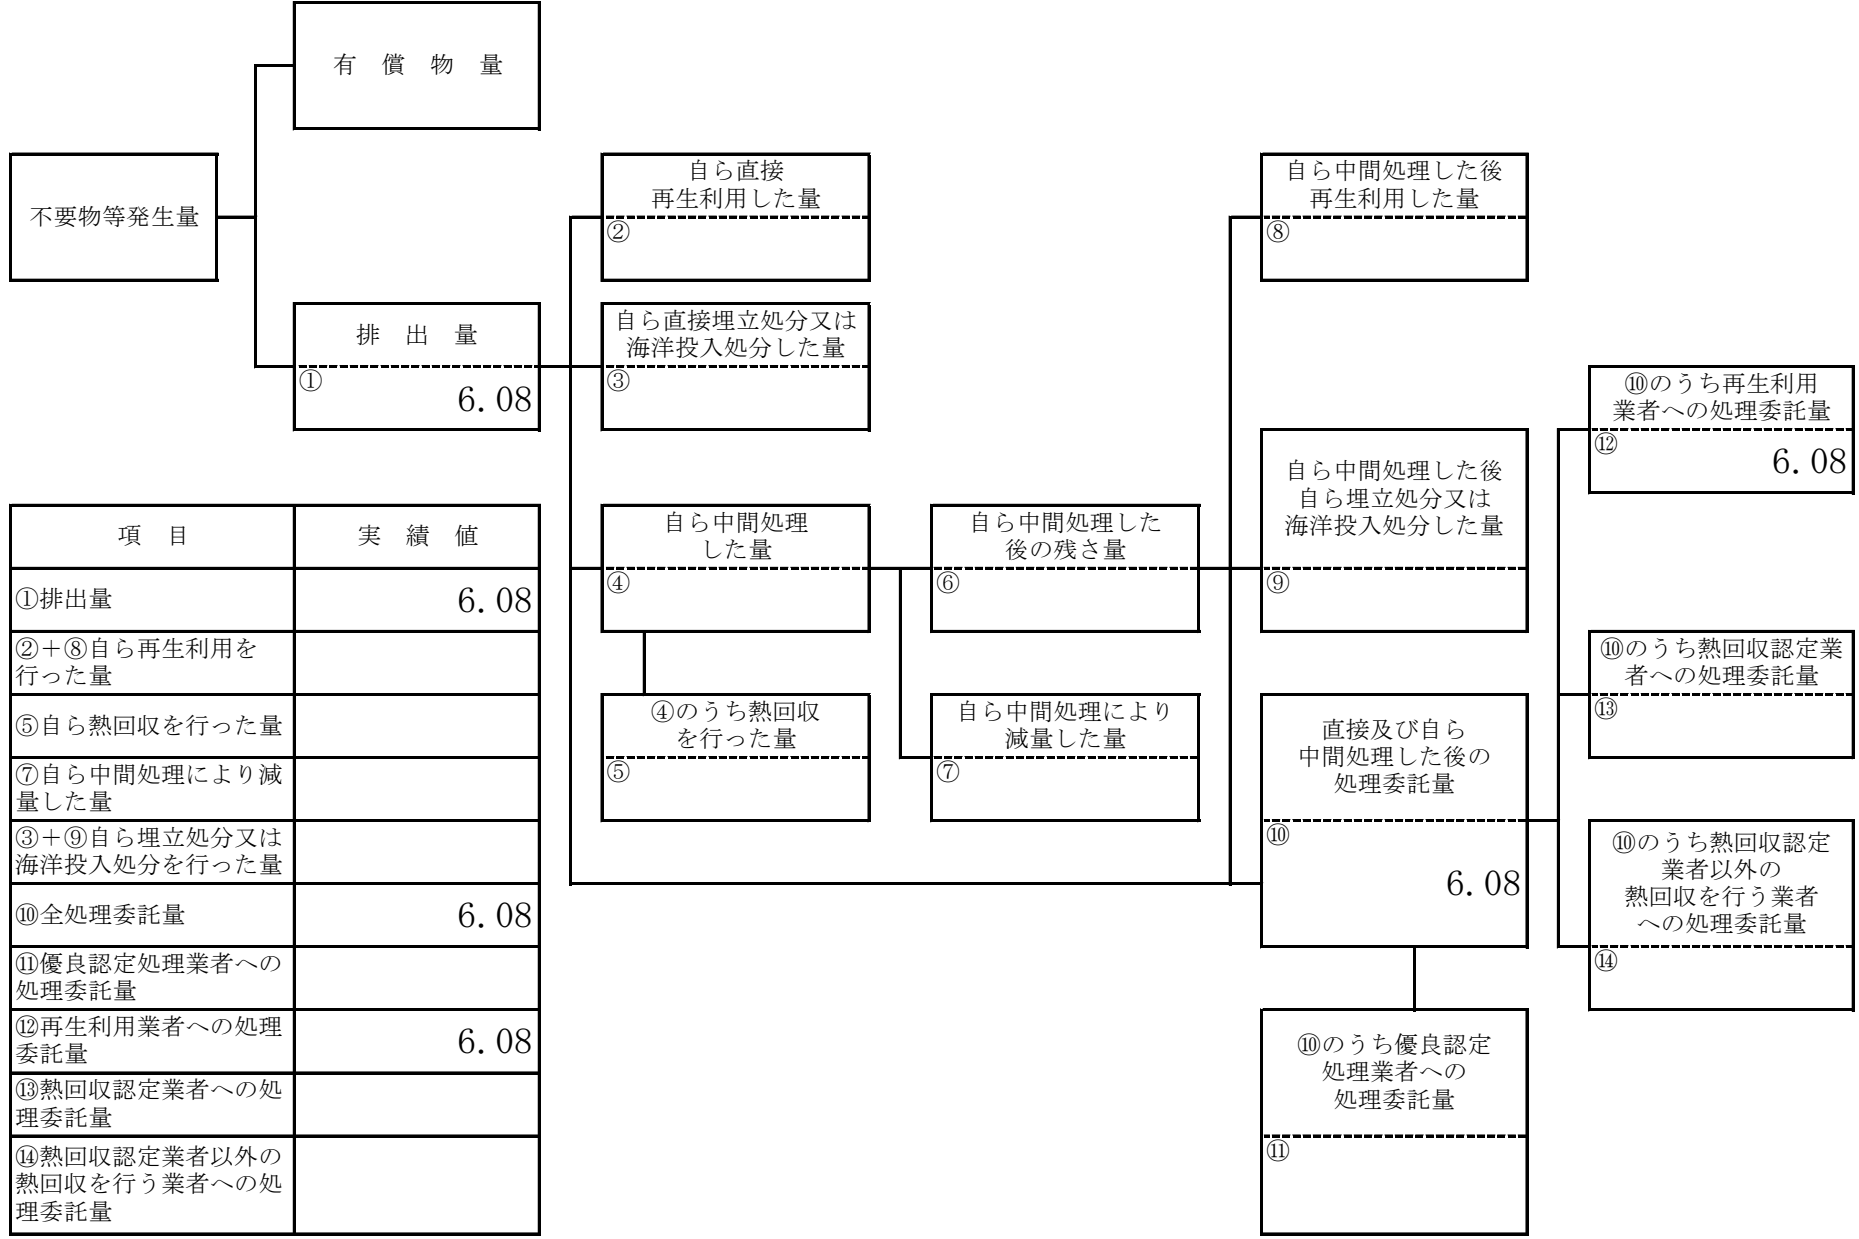 有　償　物　量
不要物等発生量
排　出　量
①
6.08
自ら直接
再生利用した量
②
自ら直接埋立処分又は
海洋投入処分した量
③
自ら中間処理
した量
④
④のうち熱回収
を行った量
⑤
自ら中間処理した
後の残さ量
⑥
自ら中間処理により
減量した量
⑦
自ら中間処理した後
再生利用した量
⑧
自ら中間処理した後
自ら埋立処分又は
海洋投入処分した量
⑨
直接及び自ら
中間処理した後の
処理委託量
⑩
6.08
⑩のうち優良認定
処理業者への
処理委託量
⑪
⑩のうち再生利用
業者への処理委託量
⑫
6.08
⑩のうち熱回収認定業
者への処理委託量
⑬
⑩のうち熱回収認定
業者以外の
熱回収を行う業者
への処理委託量
⑭
項　目　実　績　値
①排出量　6.08
②＋⑧自ら再生利用を
行った量
⑤自ら熱回収を行った量
⑦自ら中間処理により減
量した量
③＋⑨自ら埋立処分又は
海洋投入処分を行った量
⑩全処理委託量　6.08
⑪優良認定処理業者への
処理委託量
⑫再生利用業者への処理
委託量　6.08
⑬熱回収認定業者への処
理委託量
⑭熱回収認定業者以外の
熱回収を行う業者への処
理委託量